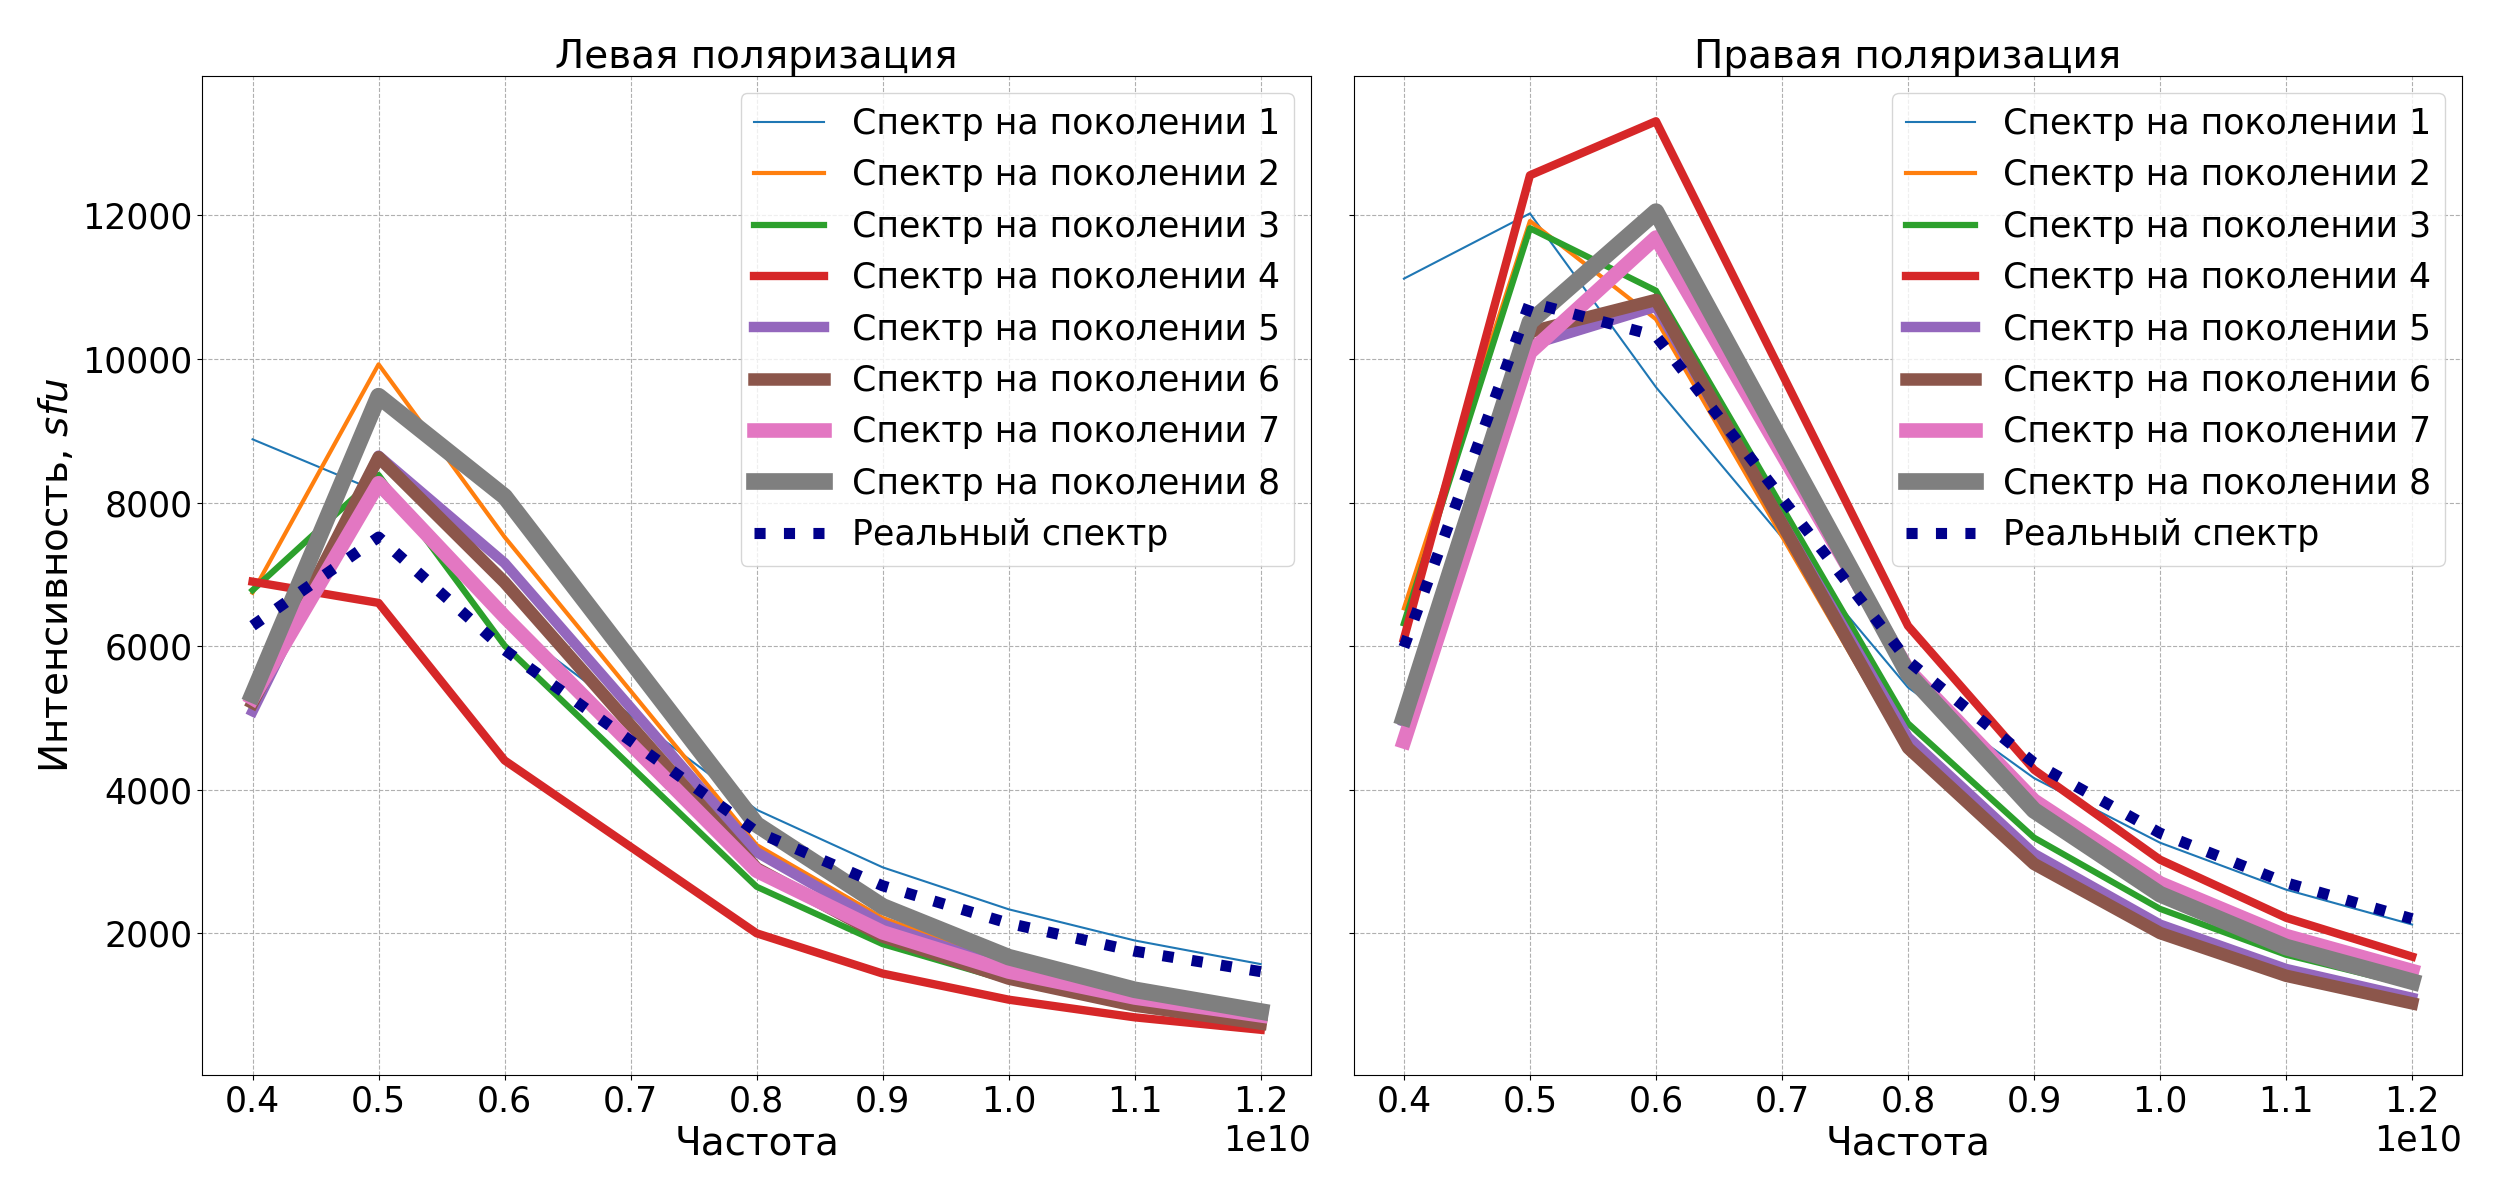 Левая поляризация
Интенсивность, sfu
12000
10000
8000
6000
4000
2000
Спектр на поколении 1
Спектр на поколении 2
Спектр на поколении 3
Спектр на поколении 4
Спектр на поколении 5
Спектр на поколении 6
Спектр на поколении 7
Спектр на поколении 8
Реальный спектр
0.4 0.5 0.6 0.7 0.8 0.9 1.0 1.1 1.2
1e10
Частота
Правая поляризация
Спектр на поколении 1
Спектр на поколении 2
Спектр на поколении 3
Спектр на поколении 4
Спектр на поколении 5
Спектр на поколении 6
Спектр на поколении 7
Спектр на поколении 8
Реальный спектр
0.4 0.5 0.6 0.7 0.8 0.9 1.0 1.1 1.2
1e10
Частота